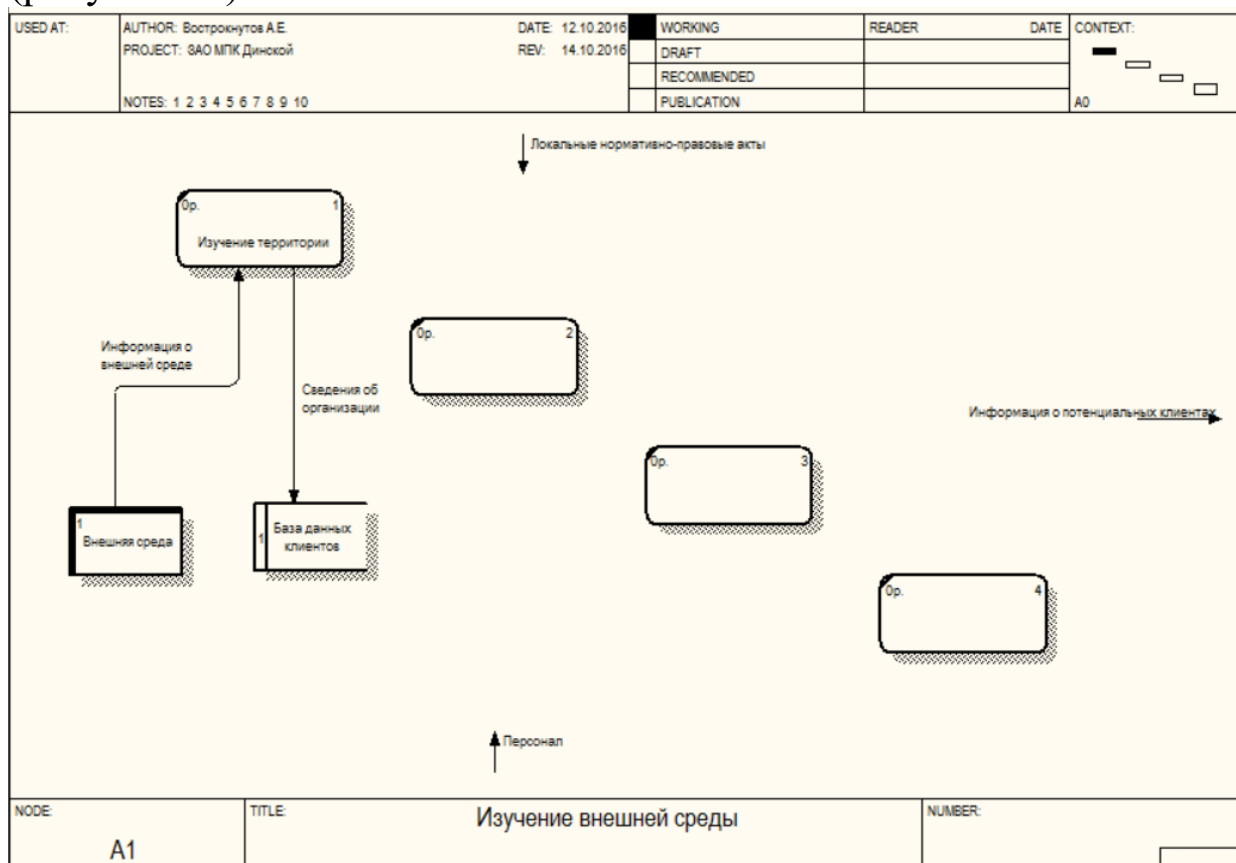 USED AT:
AUTHOR: Вострокнутов А.Е.
DATE: 12.10.2016
PROJECT: ЗАО МПК Динской
REV: 14.10.2016
NOTES: 1 2 3 4 5 6 7 8 9 10
WORKING
DRAFT
RECOMMENDED
PUBLICATION
READER DATE
CONTEXT:
A0
Локальные нормативно-правовые акты
0р. 1
Изучение территории
0р. 2
Информация о
внешней среде
Сведения об
организации
Информация о потенциальных клиентах
0р. 3
1
Внешняя среда
1
База данных
клиентов
0р. 4
Персонал
NODE:
A1
TITLE:
Изучение внешней среды
NUMBER: